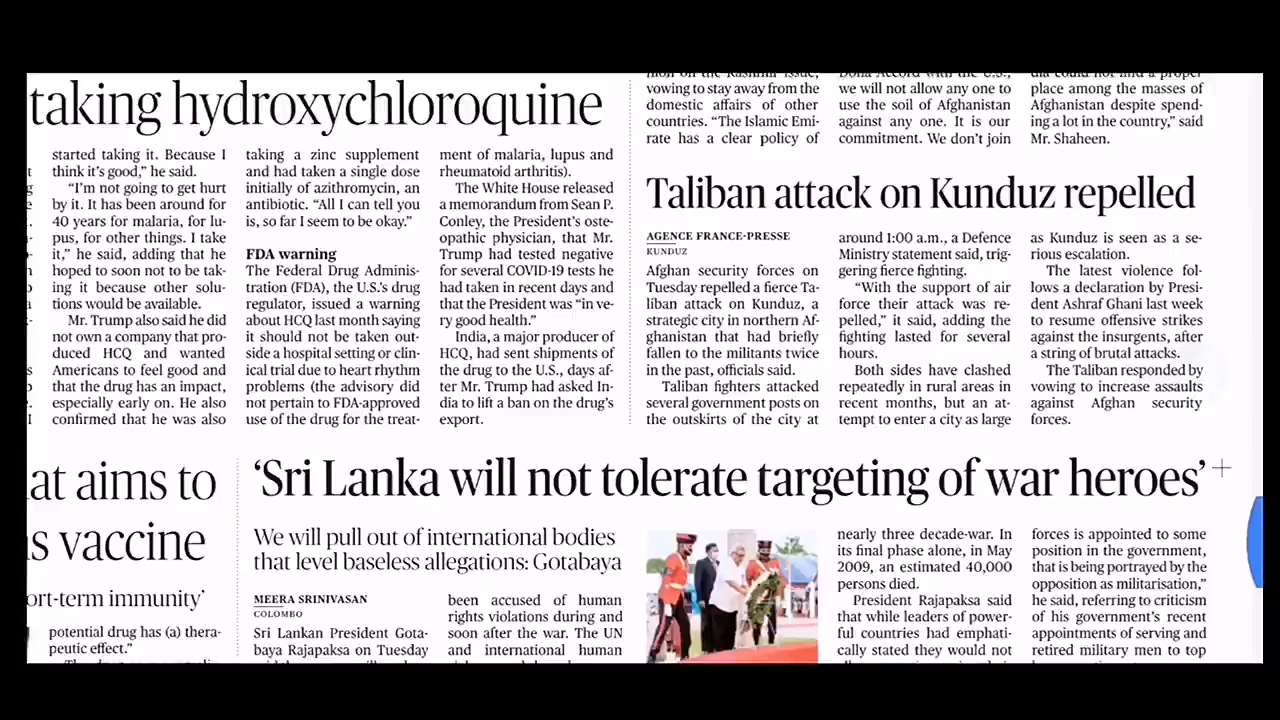 taking hydroxychloroquine
started taking it. Because I
think it's good,” he said.
“I'm not going to get hurt
by it. It has been around for
40 years for malaria, for lu-
pus, for other things. I take
it,” he said, adding that he
hoped to soon not to be tak-
ing it because other solu-
tions would be available.
Mr. Trump also said he did
not own a company that pro-
duced HCQ and wanted
Americans to feel good and
that the drug has an impact,
especially early on. He also
confirmed that he was also
taking a zinc supplement
and had taken a single dose
initially of azithromycin, an
antibiotic. “All I can tell you
is, so far I seem to be okay.”
FDA warning
The Federal Drug Adminis-
tration (FDA), the U.S.'s drug
regulator, issued a warning
about HCQ last month saying
it should not be taken out-
side a hospital setting or clin-
ical trial due to heart rhythm
problems (the advisory did
not pertain to FDA-approved
use of the drug for the treat-
ment of malaria, lupus and
rheumatoid arthritis).
The White House released
a memorandum from Sean P.
Conley, the President's oste-
opathic physician, that Mr.
Trump had tested negative
for several COVID-19 tests he
had taken in recent days and
that the President was “in ve-
ry good health.”
India, a major producer of
HCQ, had sent shipments of
the drug to the U.S., days af-
ter Mr. Trump had asked In-
dia to lift a ban on the drug's
export.
vowing to stay away from the
domestic affairs of other
countries. “The Islamic Emi-
rate has a clear policy of
we will not allow any one to
use the soil of Afghanistan
against any one. It is our
commitment. We don't join
place among the masses of
Afghanistan despite spend-
ing a lot in the country,” said
Mr. Shaheen.
Taliban attack on Kunduz repelled
AGENCE FRANCE-PRESSE
KUNDUZ
Afghan security forces on
Tuesday repelled a fierce Ta-
liban attack on Kunduz, a
strategic city in northern Af-
ghanistan that had briefly
fallen to the militants twice
in the past, officials said.
Taliban fighters attacked
several government posts on
the outskirts of the city at
around 1:00 a.m., a Defence
Ministry statement said, trig-
gering fierce fighting.
“With the support of air
force their attack was re-
pelled,” it said, adding the
fighting lasted for several
hours.
Both sides have clashed
repeatedly in rural areas in
recent months, but an at-
tempt to enter a city as large
as Kunduz is seen as a se-
rious escalation.
The latest violence fol-
lows a declaration by Presi-
dent Ashraf Ghani last week
to resume offensive strikes
against the insurgents, after
a string of brutal attacks.
The Taliban responded by
vowing to increase assaults
against Afghan security
forces.
at aims to
s vaccine
ort-term immunity’
potential drug has (a) thera-
peutic effect.”
‘Sri Lanka will not tolerate targeting of war heroes’
We will pull out of international bodies
that level baseless allegations: Gotabaya
MEERA SRINIVASAN
COLOMBO
Sri Lankan President Gota-
baya Rajapaksa on Tuesday
been accused of human
rights violations during and
soon after the war. The UN
and international human
nearly three decade-war. In
its final phase alone, in May
2009, an estimated 40,000
persons died.
President Rajapaksa said
that while leaders of power-
ful countries had emphati-
cally stated they would not
forces is appointed to some
position in the government,
that is being portrayed by the
opposition as militarisation,”
he said, referring to criticism
of his government's recent
appointments of serving and
retired military men to top